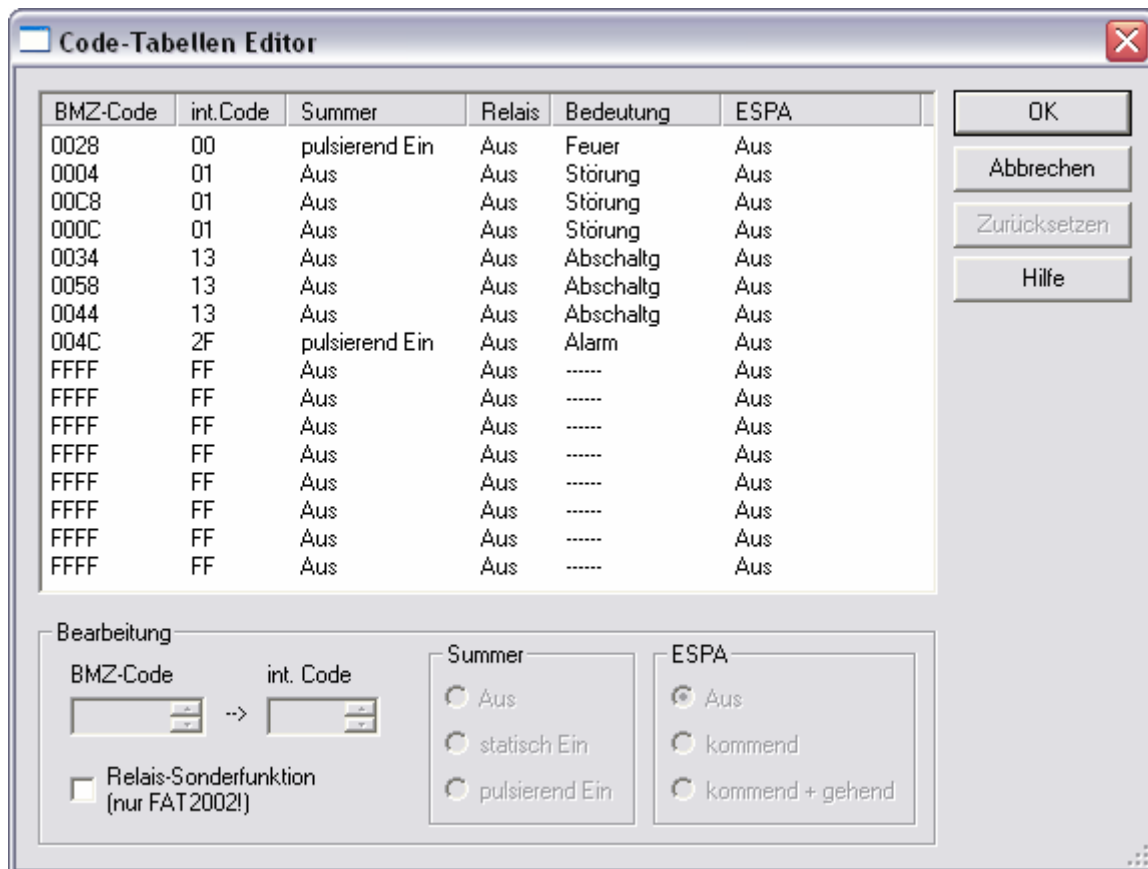 Code-Tabellen Editor
BMZ-Code int.Code Summer Relais Bedeutung ESPA
0028 00 pulsierend Ein Aus Feuer Aus
0004 01 Aus Aus Störung Aus
00C8 01 Aus Aus Störung Aus
000C 01 Aus Aus Störung Aus
0034 13 Aus Aus Abschaltg Aus
0058 13 Aus Aus Abschaltg Aus
0044 13 Aus Aus Abschaltg Aus
004C 2F pulsierend Ein Aus Alarm Aus
FFFF FF Aus Aus ------ Aus
FFFF FF Aus Aus ------ Aus
FFFF FF Aus Aus ------ Aus
FFFF FF Aus Aus ------ Aus
FFFF FF Aus Aus ------ Aus
FFFF FF Aus Aus ------ Aus
FFFF FF Aus Aus ------ Aus
FFFF FF Aus Aus ------ Aus
OK
Abbrechen
Zurücksetzen
Hilfe
Bearbeitung
BMZ-Code --> int. Code
Relais-Sonderfunktion
(nur FAT2002!)
Summer
Aus
statisch Ein
pulsierend Ein
ESPA
Aus
kommend
kommend + gehend